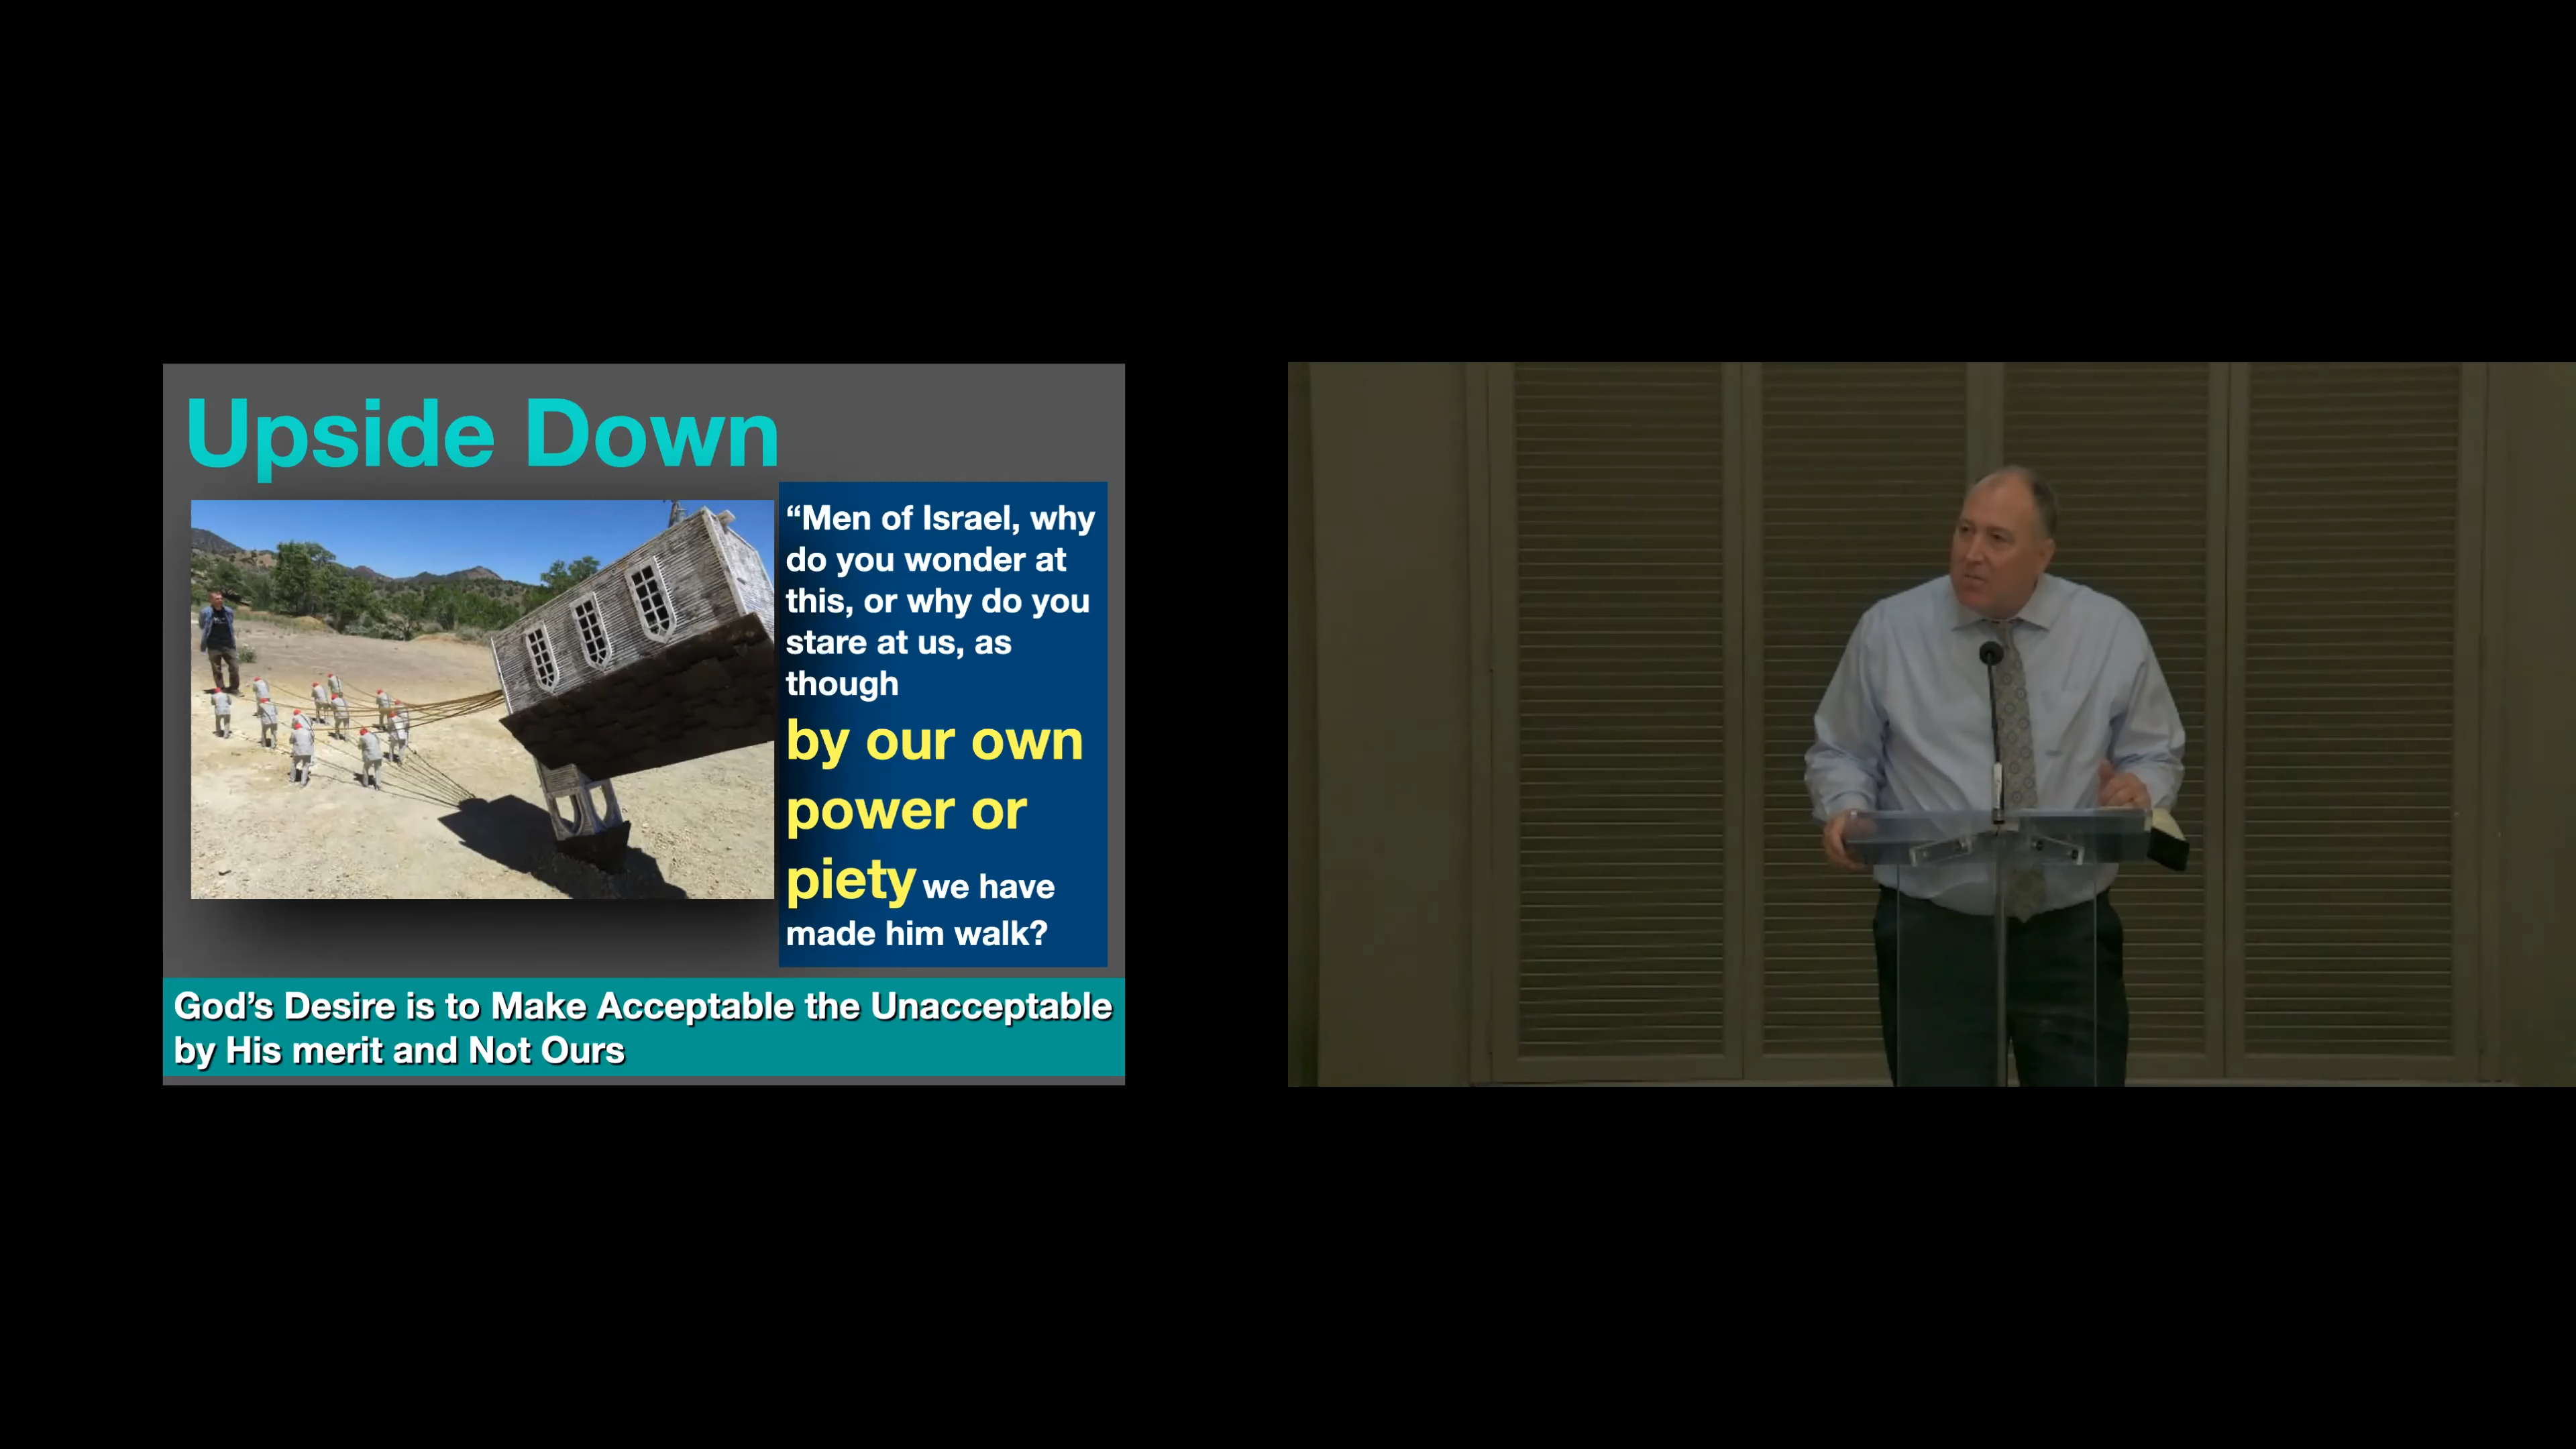 Upside Down
“Men of Israel, why
do you wonder at
this, or why do you
stare at us, as
though
by our own
power or
piety we have
made him walk?
God’s Desire is to Make Acceptable the Unacceptable
by His merit and Not Ours